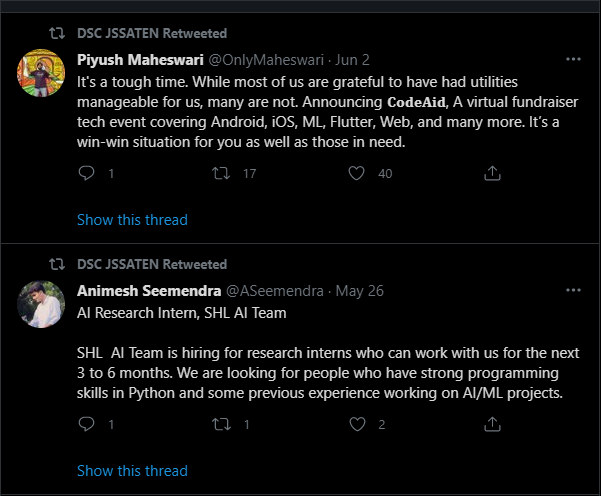 DSC JSSATEN Retweeted
Piyush Maheswari @OnlyMaheswari · Jun 2
It's a tough time. While most of us are grateful to have had utilities
manageable for us, many are not. Announcing 𝐂𝐨𝐝𝐞𝐀𝐢𝐝, A virtual fundraiser
tech event covering Android, iOS, ML, Flutter, Web, and many more. It's a
win-win situation for you as well as those in need.
1 17 40
Show this thread
DSC JSSATEN Retweeted
Animesh Seemendra @ASeemendra · May 26
AI Research Intern, SHL AI Team
SHL AI Team is hiring for research interns who can work with us for the next
3 to 6 months. We are looking for people who have strong programming
skills in Python and some previous experience working on AI/ML projects.
1 1 2
Show this thread